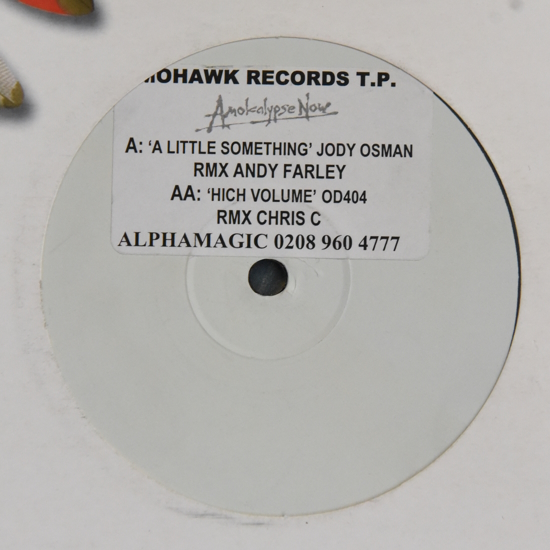 MOHAWK RECORDS T.P.
Amokalypse Now
A: ‘A LITTLE SOMETHING’ JODY OSMAN
RMX ANDY FARLEY
AA: ‘HICH VOLUME’ OD404
RMX CHRIS C
ALPHAMAGIC 0208 960 4777